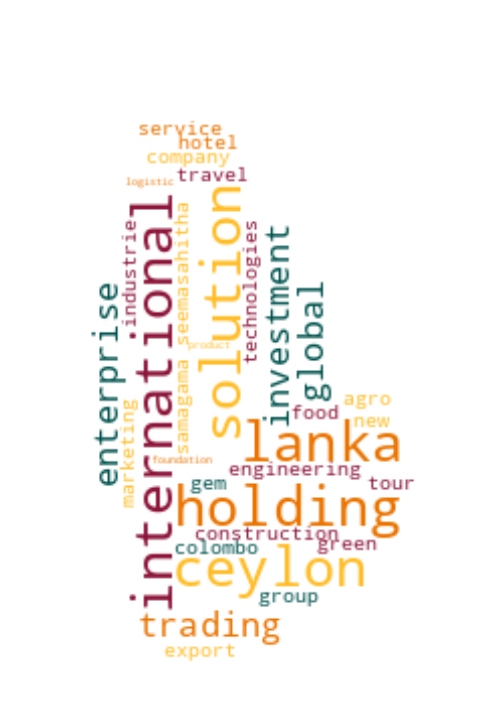 service
hotel
company
travel
logistic
international
solution
seemasahitha
industrie
technologies
investment
global
enterprise
product
samagama
marketing
agro
food
new
lanka
foundation
engineering
gem
tour
holding
construction
green
colombo
ceylon
group
trading
export